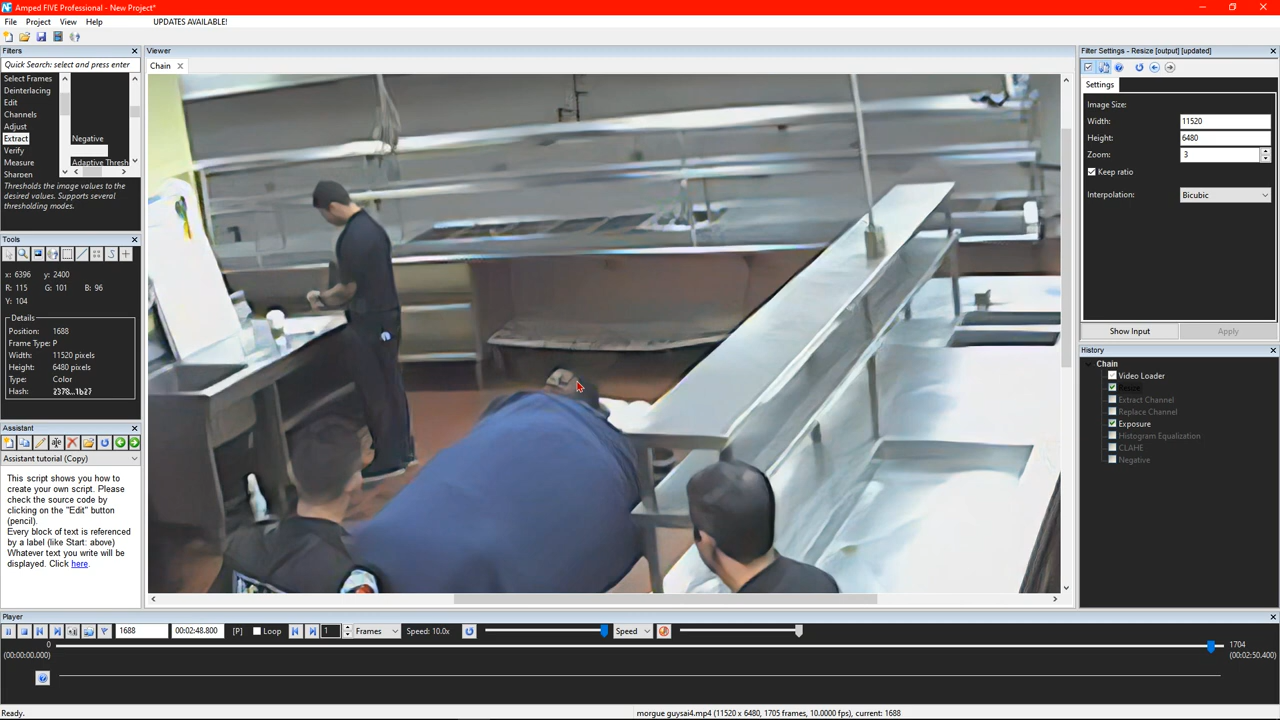 Amped FIVE Professional - New Project*
File Project View Help UPDATES AVAILABLE!
Filters
Quick Search: select and press enter
Select Frames
Deinterlacing
Edit
Channels
Adjust
Extract Negative
Verify
Measure Adaptive Thresh
Sharpen
Thresholds the image values to the
desired values. Supports several
thresholding modes.
Tools
x: 6396 y: 2400
R: 115 G: 101 B: 96
Y: 104
Details
Position: 1688
Frame Type: P
Width: 11520 pixels
Height: 6480 pixels
Type: Color
Hash: 2378...1b27
Assistant
Assistant tutorial (Copy)
This script shows you how to
create your own script. Please
check the source code by
clicking on the "Edit" button
(pencil).
Every block of text is referenced
by a label (like Start: above)
Whatever text you write will be
displayed. Click here.
Viewer
Chain
Filter Settings - Resize [output] [updated]
Settings
Image Size:
Width: 11520
Height: 6480
Zoom: 3
Keep ratio
Interpolation: Bicubic
Show Input Apply
History
Chain
Video Loader
Resize
Extract Channel
Replace Channel
Exposure
Histogram Equalization
CLAHE
Negative
Player
1688 00:02:48.800 [P] Loop 1 Frames Speed: 10.0x Speed
0 1704
(00:00:00.000) (00:02:50.400)
Ready. morgue guysai4.mp4 (11520 x 6480, 1705 frames, 10.0000 fps), current: 1688